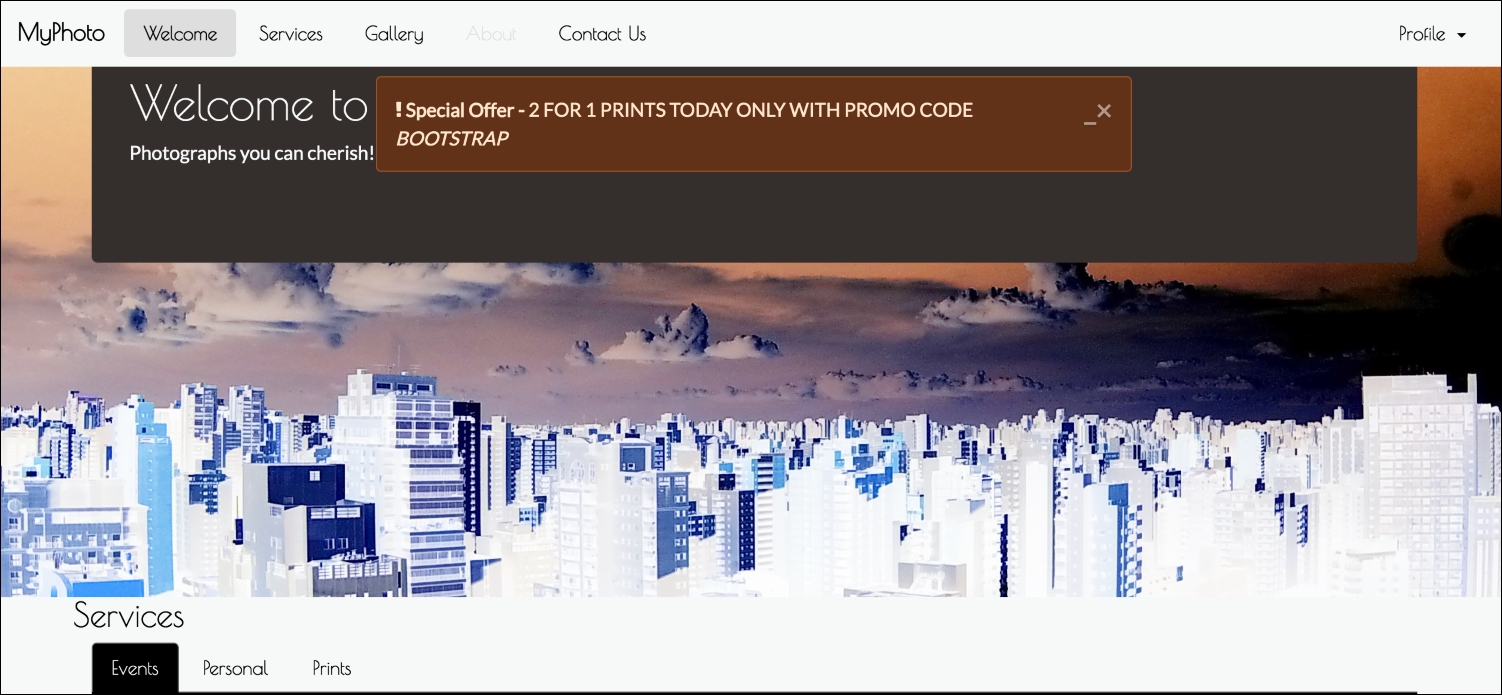 MyPhoto Welcome Services Gallery About Contact Us Profile
Welcome to
! Special Offer - 2 FOR 1 PRINTS TODAY ONLY WITH PROMO CODE
BOOTSTRAP
_×
Photographs you can cherish!
Services
Events Personal Prints